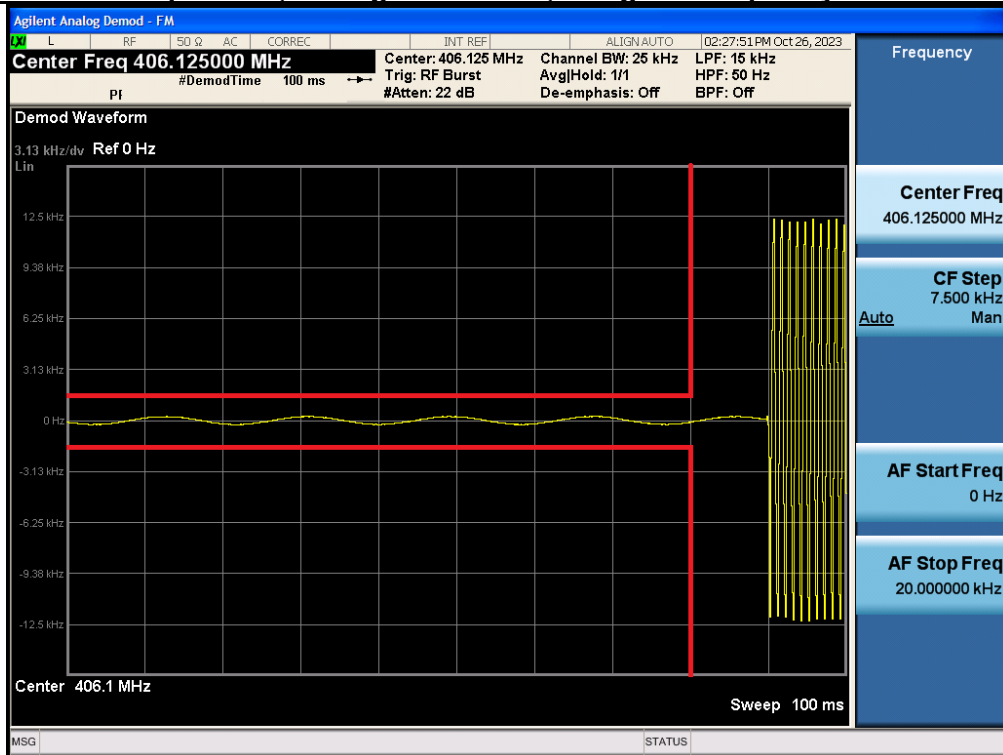 Agilent Analog Demod - FM
LXI L RF 50 Ω AC CORREC INT REF ALIGN AUTO 02:27:51 PM Oct 26, 2023
Center Freq 406.125000 MHz
#DemodTime 100 ms
Center: 406.125 MHz Channel BW: 25 kHz LPF: 15 kHz
Trig: RF Burst Avg|Hold: 1/1 HPF: 50 Hz
#Atten: 22 dB De-emphasis: Off BPF: Off
Demod Waveform
3.13 kHz/dv Ref 0 Hz
Lin
12.5 kHz
9.38 kHz
6.25 kHz
3.13 kHz
0 Hz
-3.13 kHz
-6.25 kHz
-9.38 kHz
-12.5 kHz
Center 406.1 MHz
Sweep 100 ms
MSG STATUS
Frequency
Center Freq
406.125000 MHz
CF Step
7.500 kHz
Auto Man
AF Start Freq
0 Hz
AF Stop Freq
20.000000 kHz